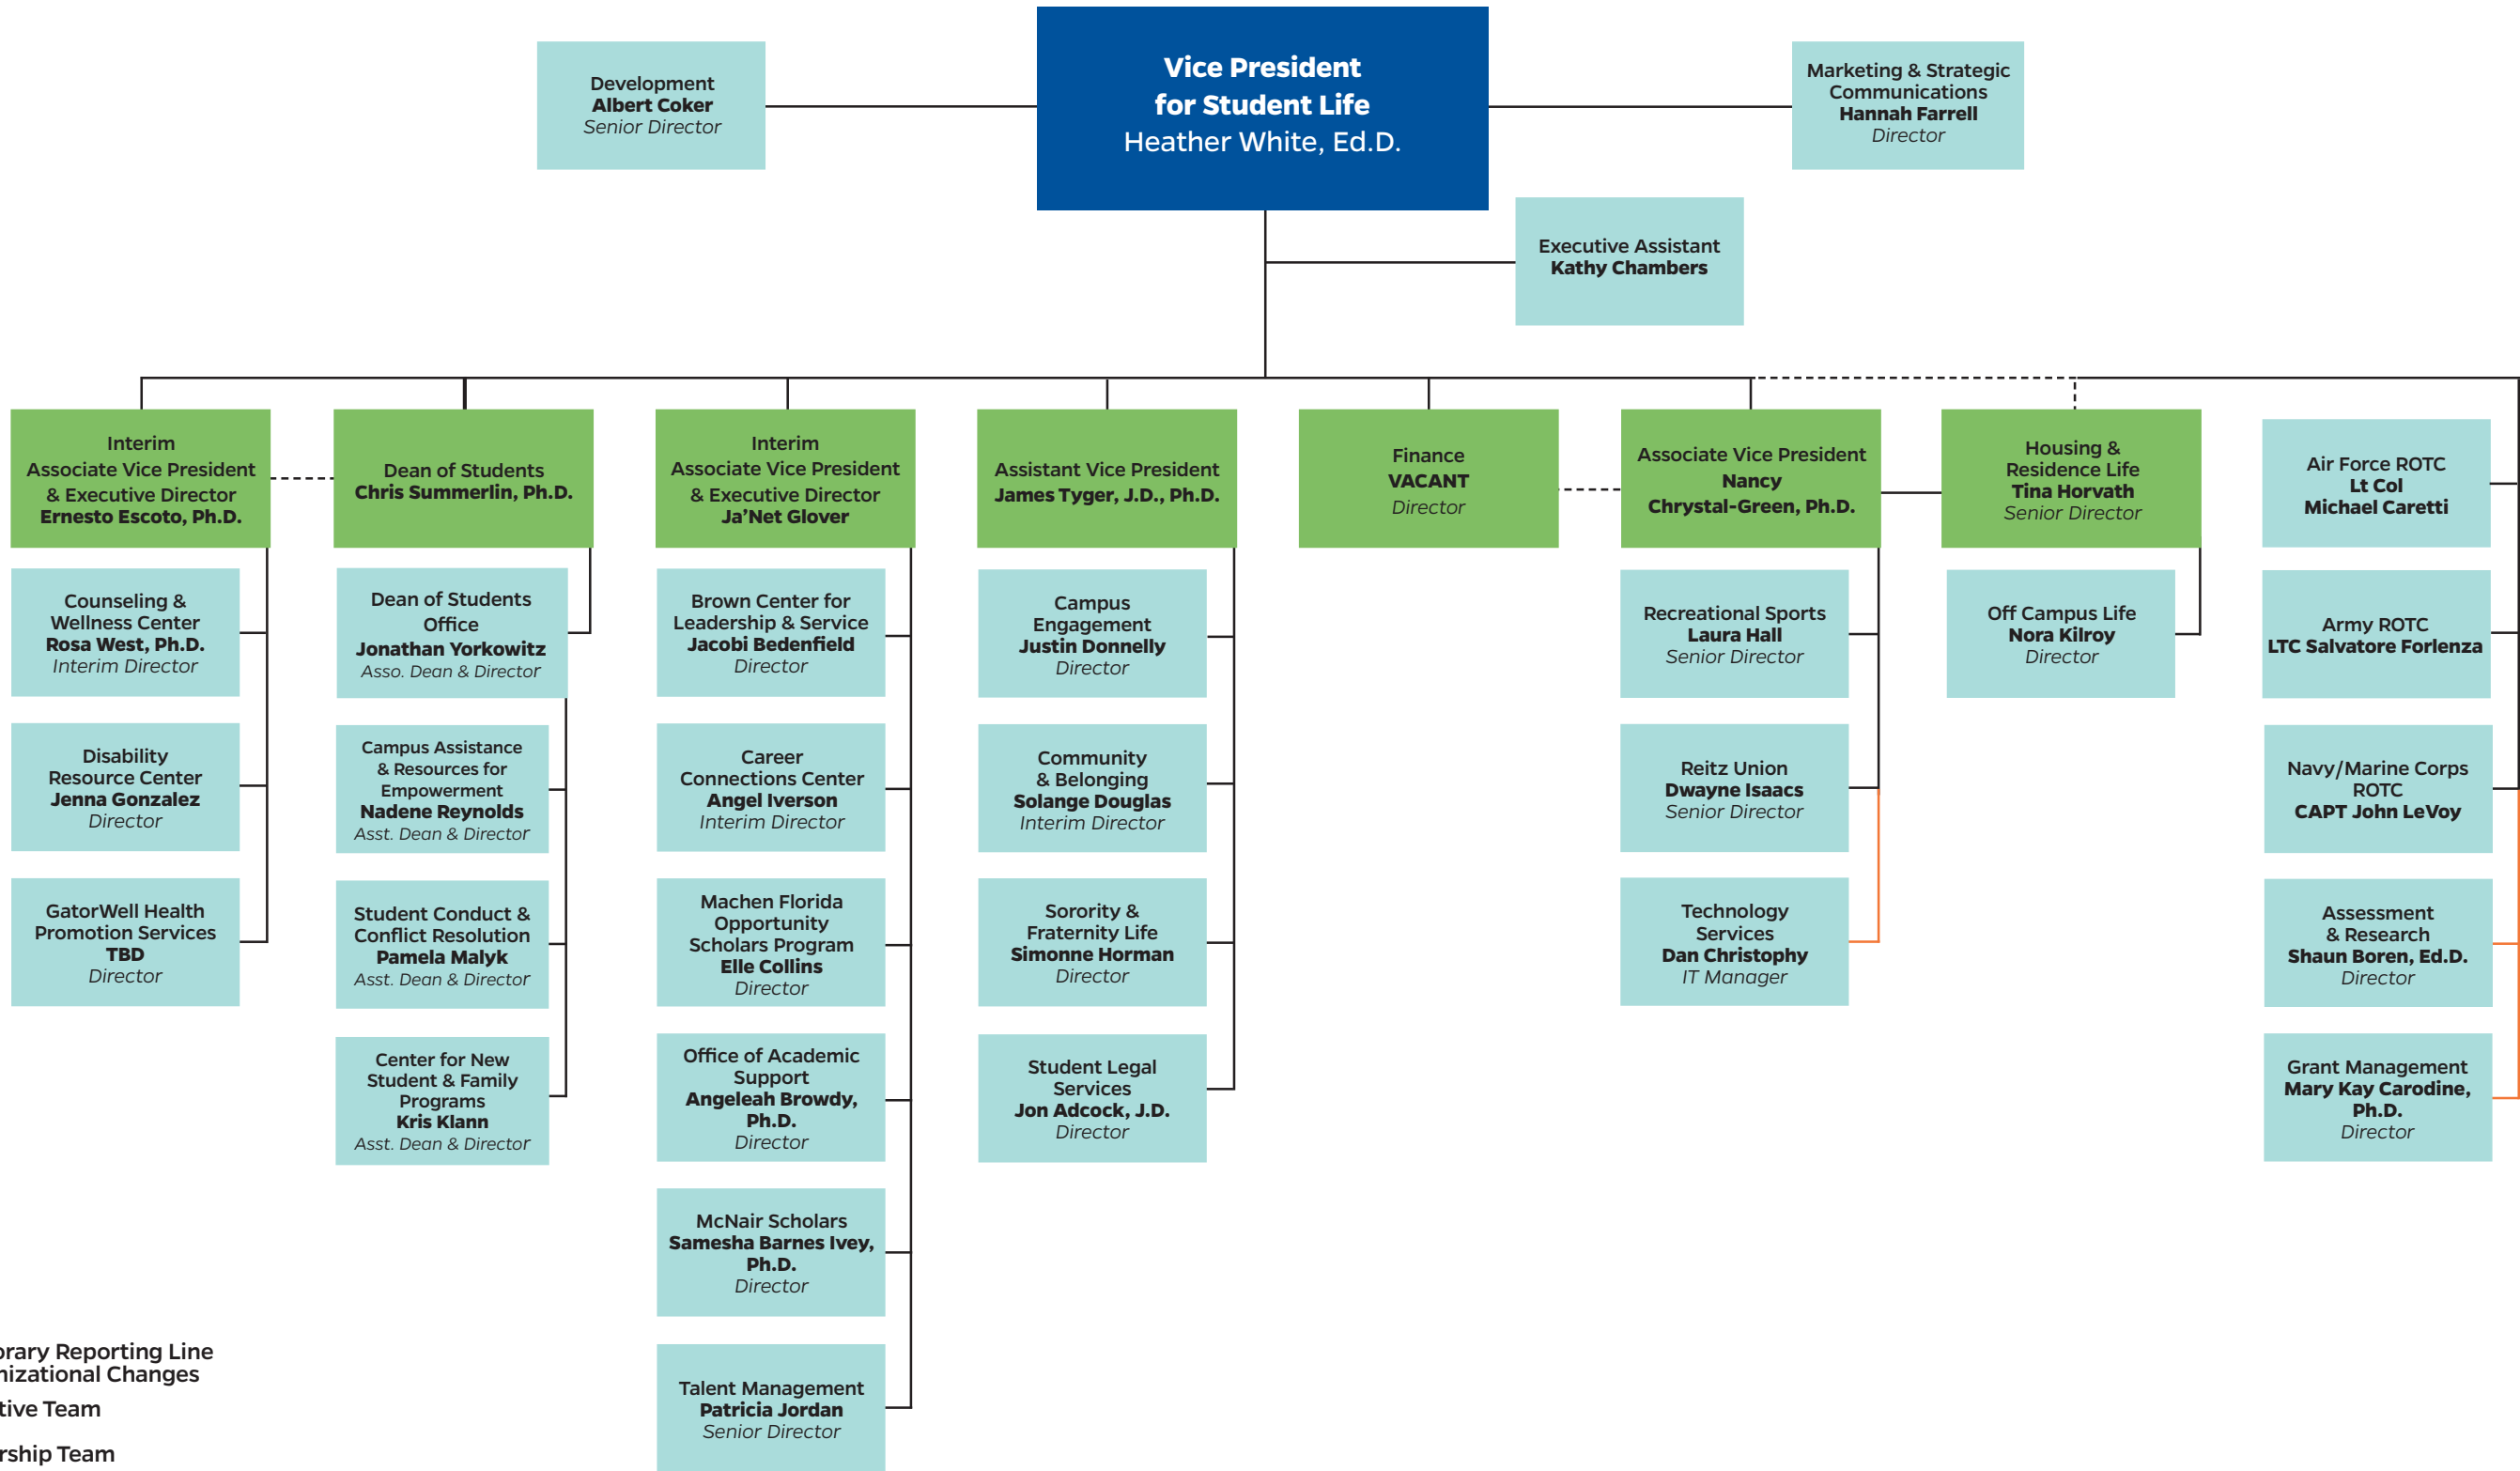 Vice President
for Student Life
Heather White, Ed.D.
Development
Albert Coker
Senior Director
Marketing & Strategic
Communications
Hannah Farrell
Director
Executive Assistant
Kathy Chambers
Interim
Associate Vice President
& Executive Director
Ernesto Escoto, Ph.D.
Dean of Students
Chris Summerlin, Ph.D.
Interim
Associate Vice President
& Executive Director
Ja’Net Glover
Assistant Vice President
James Tyger, J.D., Ph.D.
Finance
VACANT
Director
Associate Vice President
Nancy
Chrystal-Green, Ph.D.
Housing &
Residence Life
Tina Horvath
Senior Director
Air Force ROTC
Lt Col
Michael Caretti
Counseling &
Wellness Center
Rosa West, Ph.D.
Interim Director
Disability
Resource Center
Jenna Gonzalez
Director
GatorWell Health
Promotion Services
TBD
Director
Dean of Students
Office
Jonathan Yorkowitz
Asso. Dean & Director
Campus Assistance
& Resources for
Empowerment
Nadene Reynolds
Asst. Dean & Director
Student Conduct &
Conflict Resolution
Pamela Malyk
Asst. Dean & Director
Center for New
Student & Family
Programs
Kris Klann
Asst. Dean & Director
Brown Center for
Leadership & Service
Jacobi Bedenfield
Director
Career
Connections Center
Angel Iverson
Interim Director
Machen Florida
Opportunity
Scholars Program
Elle Collins
Director
Office of Academic
Support
Angeleah Browdy,
Ph.D.
Director
McNair Scholars
Samesha Barnes Ivey,
Ph.D.
Director
Talent Management
Patricia Jordan
Senior Director
Campus
Engagement
Justin Donnelly
Director
Community
& Belonging
Solange Douglas
Interim Director
Sorority &
Fraternity Life
Simonne Horman
Director
Student Legal
Services
Jon Adcock, J.D.
Director
Recreational Sports
Laura Hall
Senior Director
Reitz Union
Dwayne Isaacs
Senior Director
Technology
Services
Dan Christophy
IT Manager
Off Campus Life
Nora Kilroy
Director
Army ROTC
LTC Salvatore Forlenza
Navy/Marine Corps
ROTC
CAPT John LeVoy
Assessment
& Research
Shaun Boren, Ed.D.
Director
Grant Management
Mary Kay Carodine,
Ph.D.
Director
orary Reporting Line
nizational Changes
tive Team
rship Team